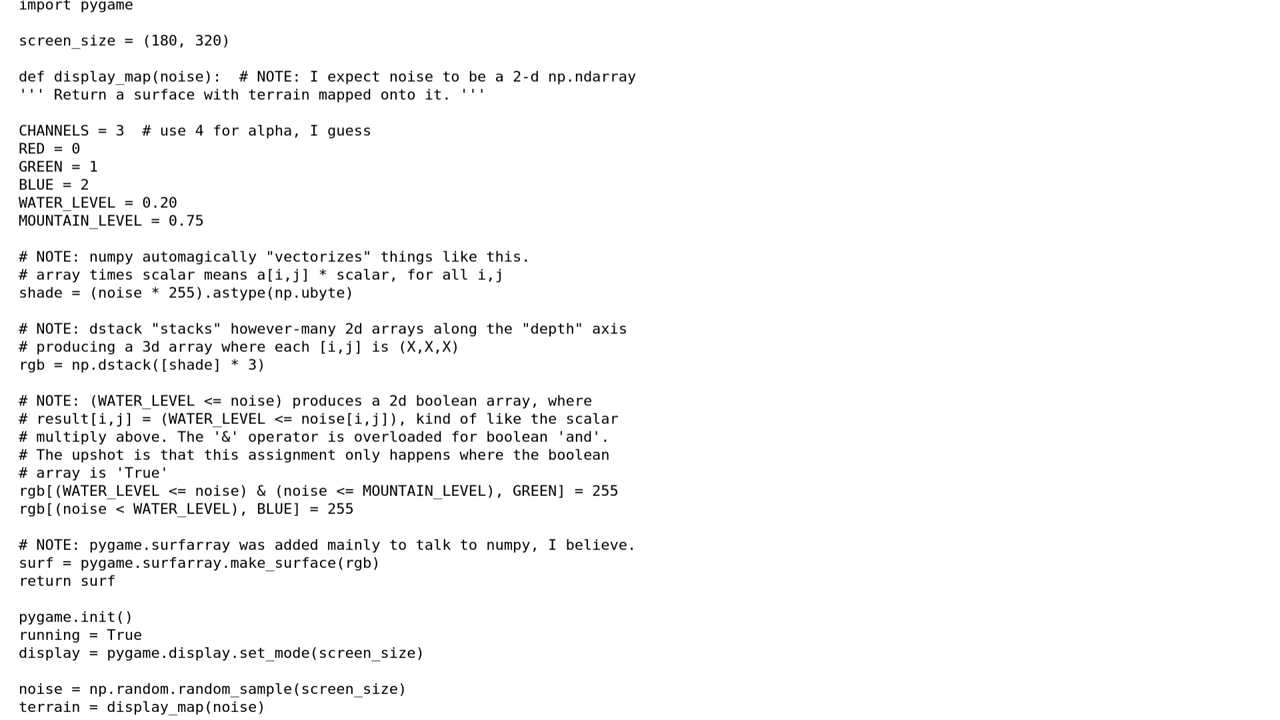 import pygame
screen_size = (180, 320)
def display_map(noise):  # NOTE: I expect noise to be a 2-d np.ndarray
''' Return a surface with terrain mapped onto it. '''
CHANNELS = 3  # use 4 for alpha, I guess
RED = 0
GREEN = 1
BLUE = 2
WATER_LEVEL = 0.20
MOUNTAIN_LEVEL = 0.75
# NOTE: numpy automagically "vectorizes" things like this.
# array times scalar means a[i,j] * scalar, for all i,j
shade = (noise * 255).astype(np.ubyte)
# NOTE: dstack "stacks" however-many 2d arrays along the "depth" axis
# producing a 3d array where each [i,j] is (X,X,X)
rgb = np.dstack([shade] * 3)
# NOTE: (WATER_LEVEL <= noise) produces a 2d boolean array, where
# result[i,j] = (WATER_LEVEL <= noise[i,j]), kind of like the scalar
# multiply above. The '&' operator is overloaded for boolean 'and'.
# The upshot is that this assignment only happens where the boolean
# array is 'True'
rgb[(WATER_LEVEL <= noise) & (noise <= MOUNTAIN_LEVEL), GREEN] = 255
rgb[(noise < WATER_LEVEL), BLUE] = 255
# NOTE: pygame.surfarray was added mainly to talk to numpy, I believe.
surf = pygame.surfarray.make_surface(rgb)
return surf
pygame.init()
running = True
display = pygame.display.set_mode(screen_size)
noise = np.random.random_sample(screen_size)
terrain = display_map(noise)